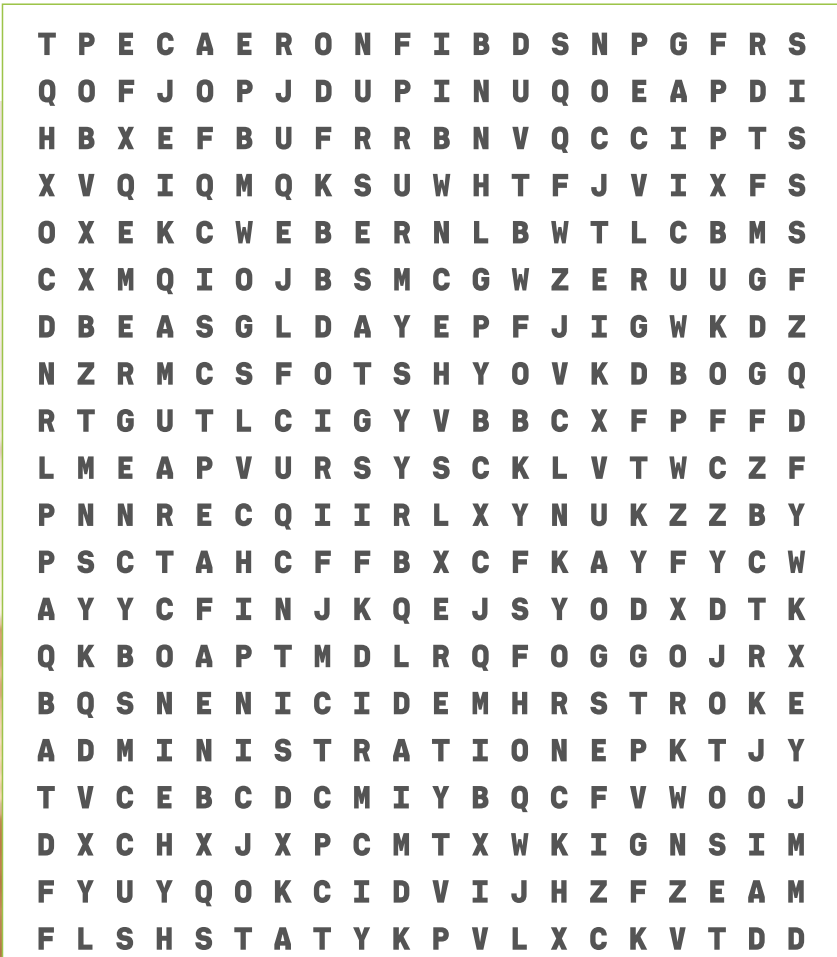 T P E C A E R O N F I B D S N P G F R S
Q O F J O P J D U P I N U Q O E A P D I
H B X E F B U F R R B N V Q C C I P T S
X V Q I Q M Q K S U W H T F J V I X F S
O X E K C W E B E R N L B W T L C B M S
C X M Q I O J B S M C G W Z E R U U G F
D B E A S G L D A Y E P F J I G W K D Z
N Z R M C S F O T S H Y O V K D B O G Q
R T G U T L C I G Y V B B C X F P F F D
L M E A P V U R S Y S C K L V T W C Z F
P N N R E C Q I I R L X Y N U K Z Z B Y
P S C T A H C F F B X C F K A Y F Y C W
A Y Y C F I N J K Q E J S Y O D X D T K
Q K B O A P T M D L R Q F O G G O J R X
B Q S N E N I C I D E M H R S T R O K E
A D M I N I S T R A T I O N E P K T J Y
T V C E B C D C M I Y B Q C F V W O O J
D X C H X J X P C M T X W K I G N S I M
F Y U Y Q O K C I D V I J H Z F Z E A M
F L S H S T A T Y K P V L X C K V T D D